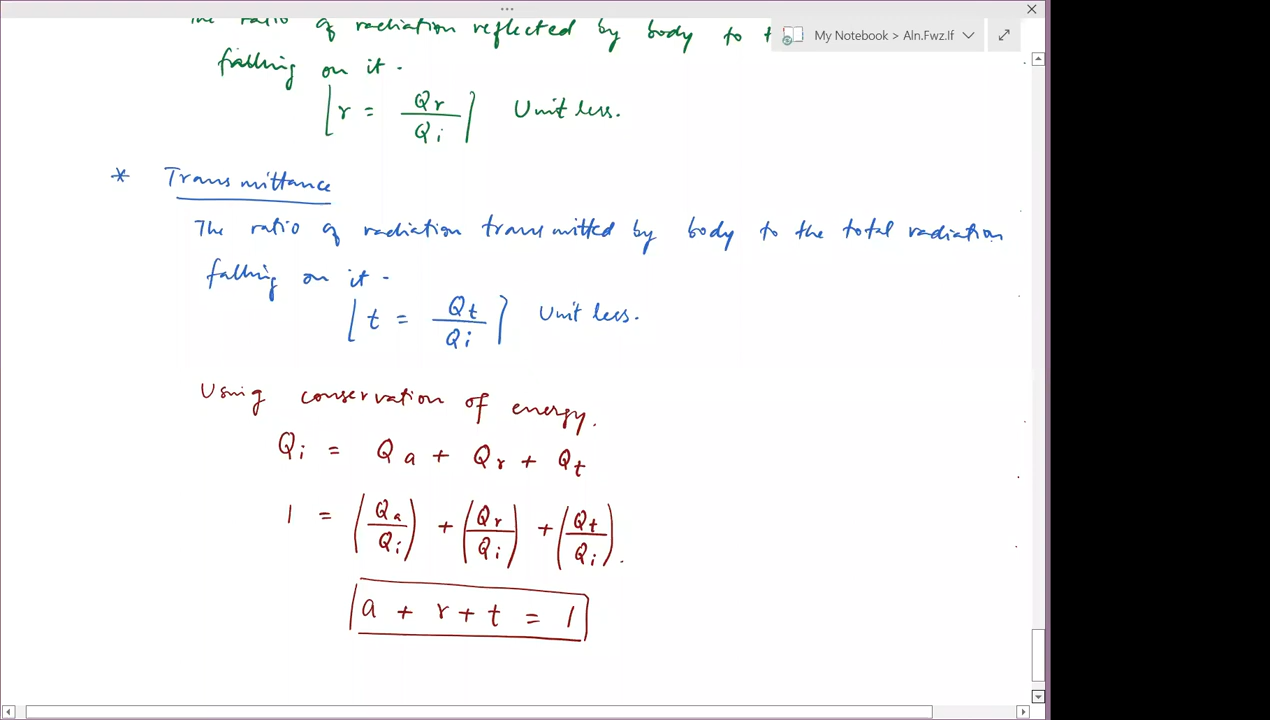 My Notebook > Aln.Fwz.If
The ratio of radiation reflected by body to
falling on it.
r = Qr / Qi Unit less.
* Transmittance
The ratio of radiation transmitted by body to the total radiation
falling on it.
t = Qt / Qi Unit less.
Using conservation of energy.
Qi = Qa + Qr + Qt
1 = (Qa / Qi) + (Qr / Qi) + (Qt / Qi).
a + r + t = 1